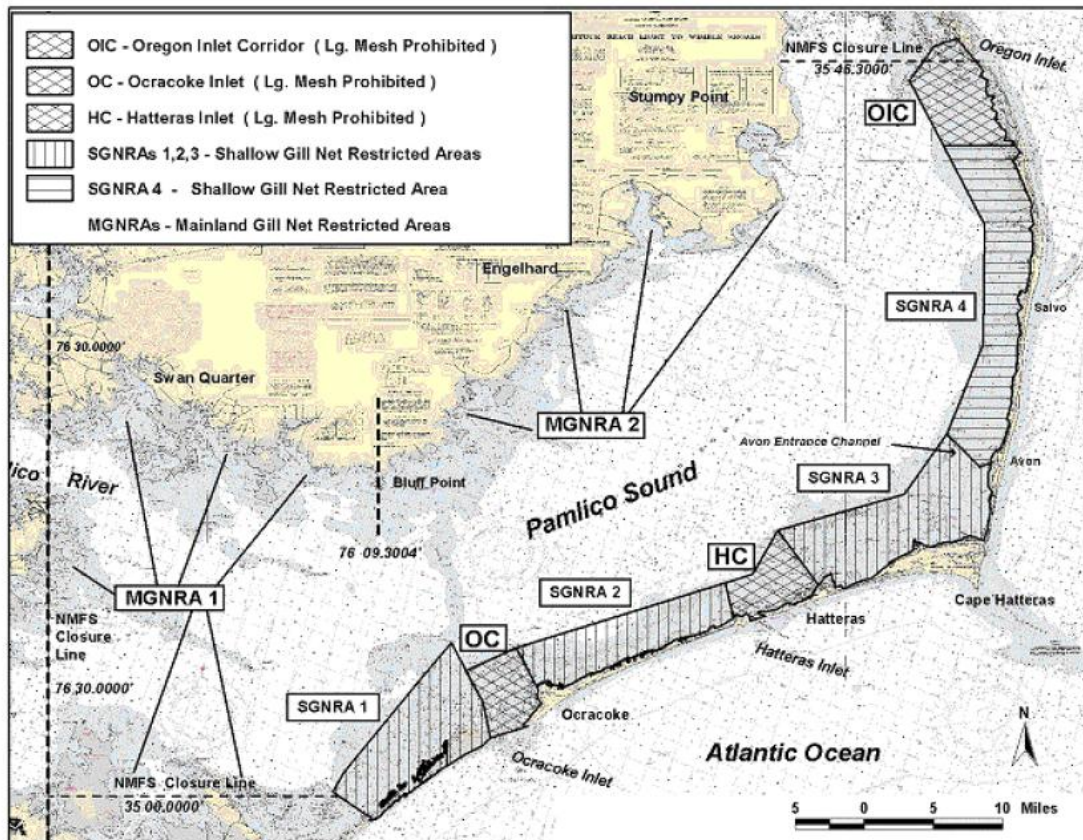 OIC - Oregon Inlet Corridor ( Lg. Mesh Prohibited )
OC - Ocracoke Inlet ( Lg. Mesh Prohibited )
HC - Hatteras Inlet ( Lg. Mesh Prohibited )
SGNRAs 1,2,3 - Shallow Gill Net Restricted Areas
SGNRA 4 - Shallow Gill Net Restricted Area
MGNRAs - Mainland Gill Net Restricted Areas
NMFS Closure Line
35 45.3000'
Oregon Inlet
Stumpy Point
OIC
Engelhard
SGNRA 4
Salvo
76 30.0000'
Swan Quarter
MGNRA 2
Avon Entrance Channel
Avon
SGNRA 3
lico River
Bluff Point
Pamlico Sound
76 09.3004'
HC
MGNRA 1
SGNRA 2
Cape Hatteras
Hatteras
NMFS
Closure
Line
OC
Hatteras Inlet
76 30.0000'
SGNRA 1
Ocracoke
N
Atlantic Ocean
Ocracoke Inlet
NMFS Closure Line
35 00.0000'
5 0 5 10 Miles